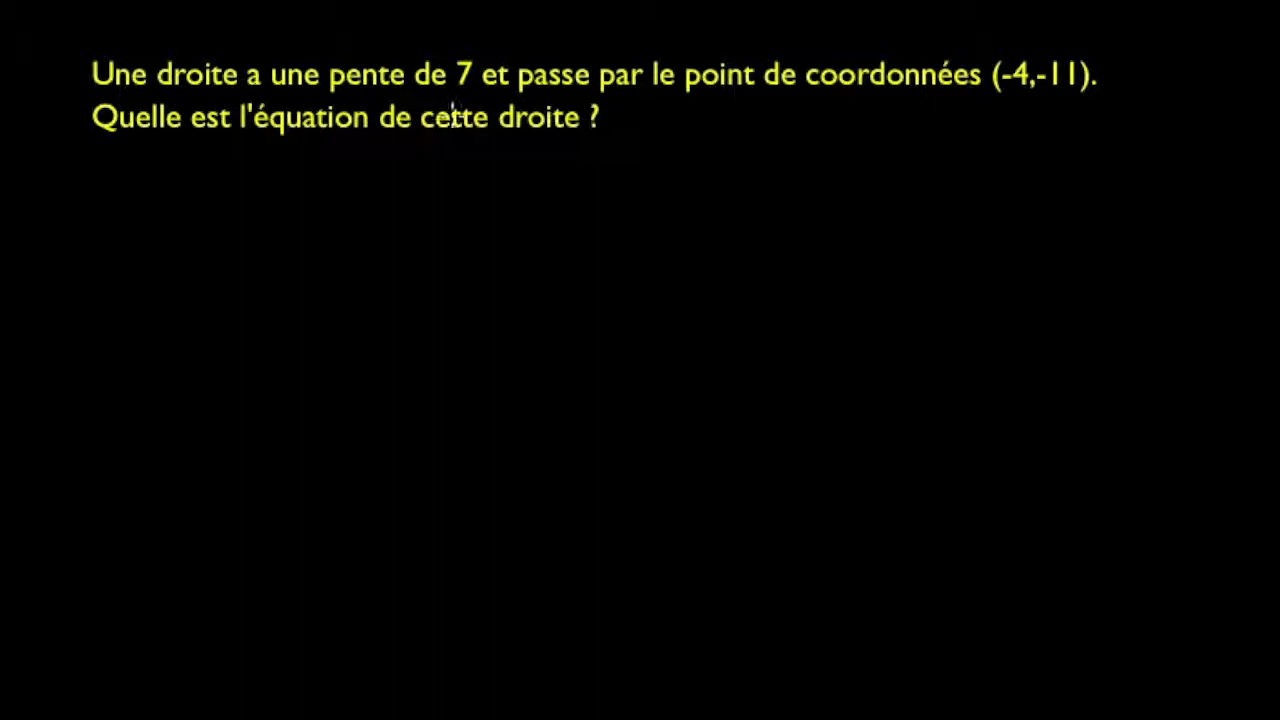 Une droite a une pente de 7 et passe par le point de coordonnées (-4,-11).
Quelle est l'équation de cette droite ?